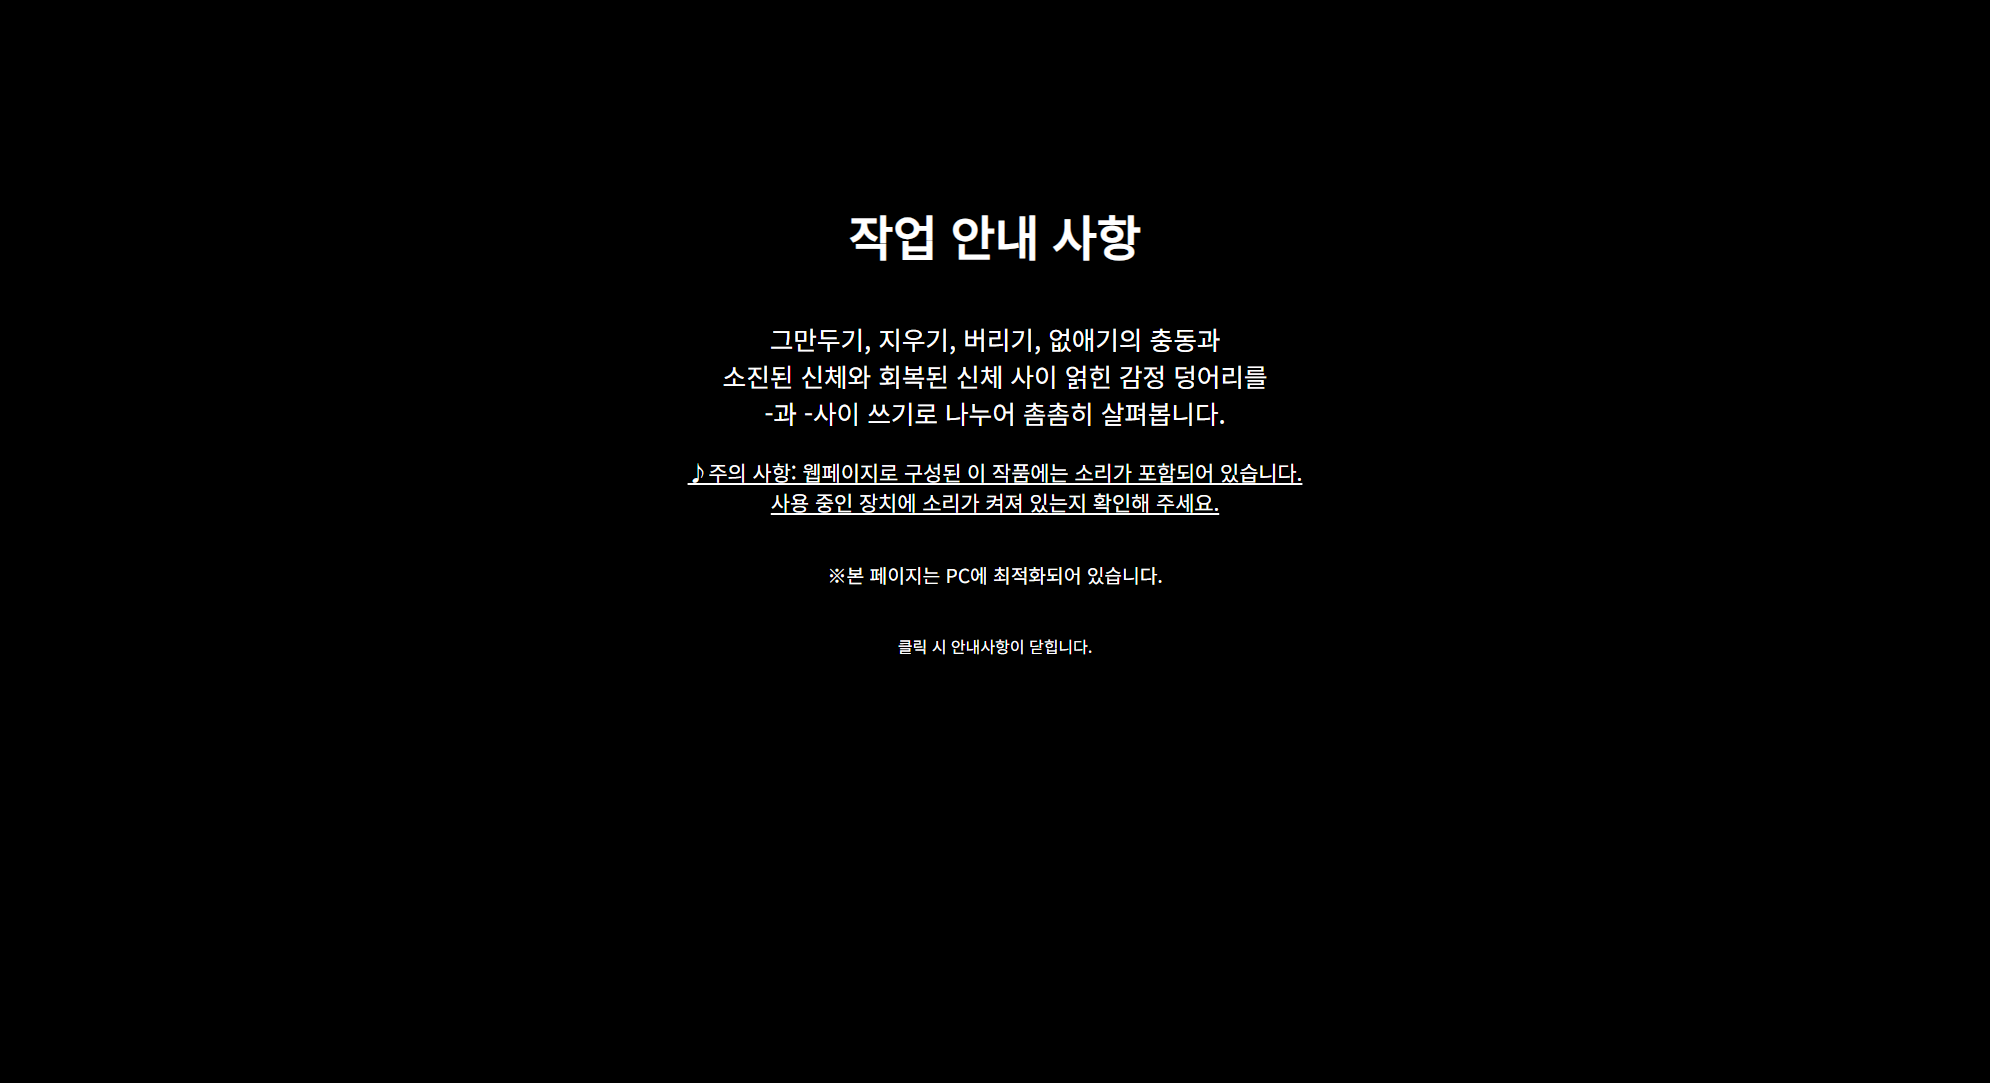 작업 안내 사항
그만두기, 지우기, 버리기, 없애기의 충동과
소진된 신체와 회복된 신체 사이 얽힌 감정 덩어리를
-과 -사이 쓰기로 나누어 촘촘히 살펴봅니다.
♪주의 사항: 웹페이지로 구성된 이 작품에는 소리가 포함되어 있습니다.
사용 중인 장치에 소리가 켜져 있는지 확인해 주세요.
※본 페이지는 PC에 최적화되어 있습니다.
클릭 시 안내사항이 닫힙니다.